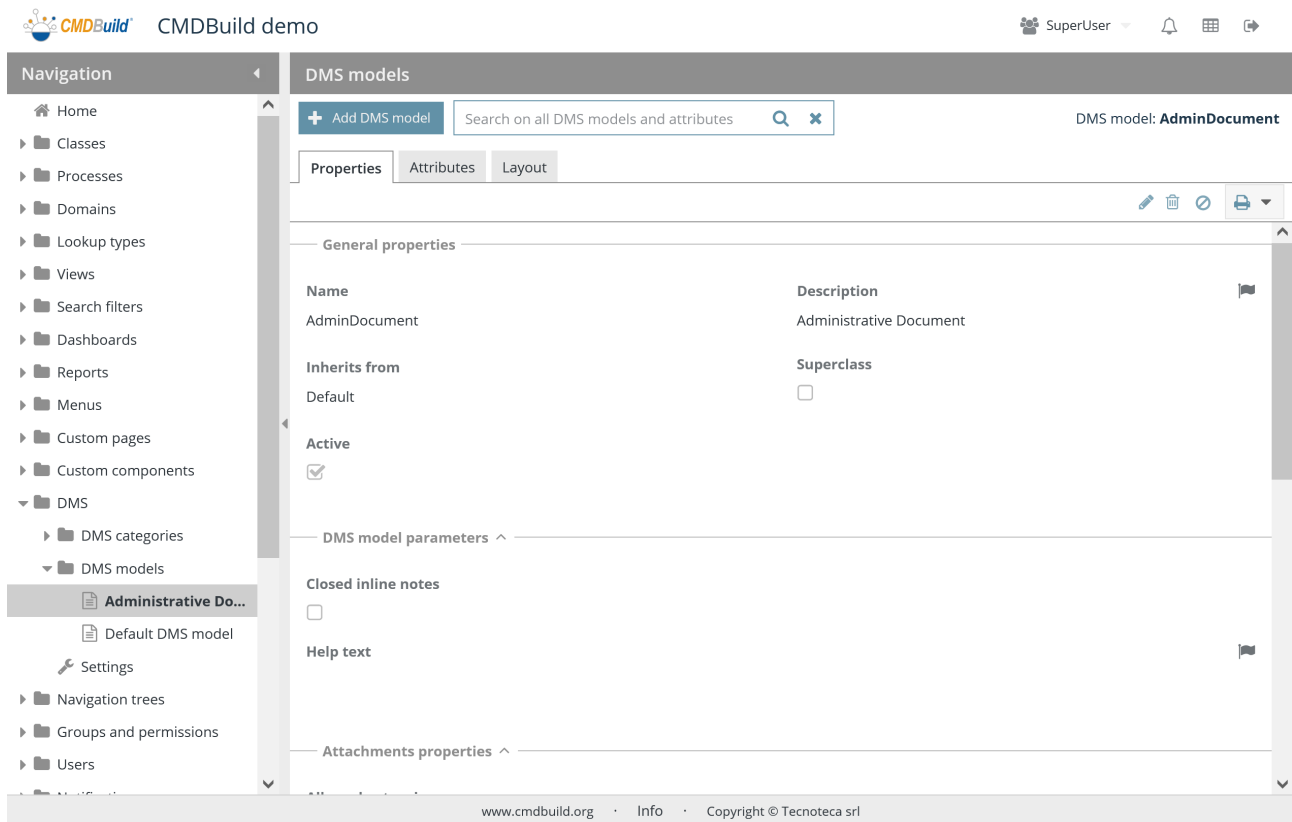 CMDBuild CMDBuild demo SuperUser
Navigation
DMS models
Home
Classes
Processes
Domains
Lookup types
Views
Search filters
Dashboards
Reports
Menus
Custom pages
Custom components
DMS
DMS categories
DMS models
Administrative Do...
Default DMS model
Settings
Navigation trees
Groups and permissions
Users
Add DMS model
Search on all DMS models and attributes
DMS model: AdminDocument
Properties Attributes Layout
General properties
Name Description
AdminDocument Administrative Document
Inherits from Superclass
Default
Active
DMS model parameters
Closed inline notes
Help text
Attachments properties
www.cmdbuild.org · Info · Copyright © Tecnoteca srl